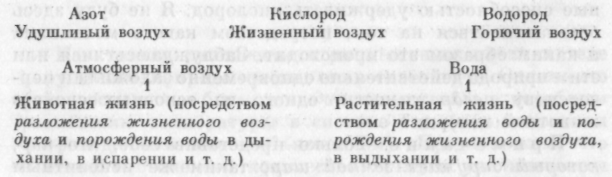 Азот Кислород Водород
Удушливый воздух Жизненный воздух Горючий воздух
Атмосферный воздух Вода
1 1
Животная жизнь (посредством Растительная жизнь (посред-
разложения жизненного воз- ством разложения воды и по-
духа и порождения воды в ды- рождения жизненного воздуха,
хании, в испарении и т. д.) в выдыхании и т. д.)